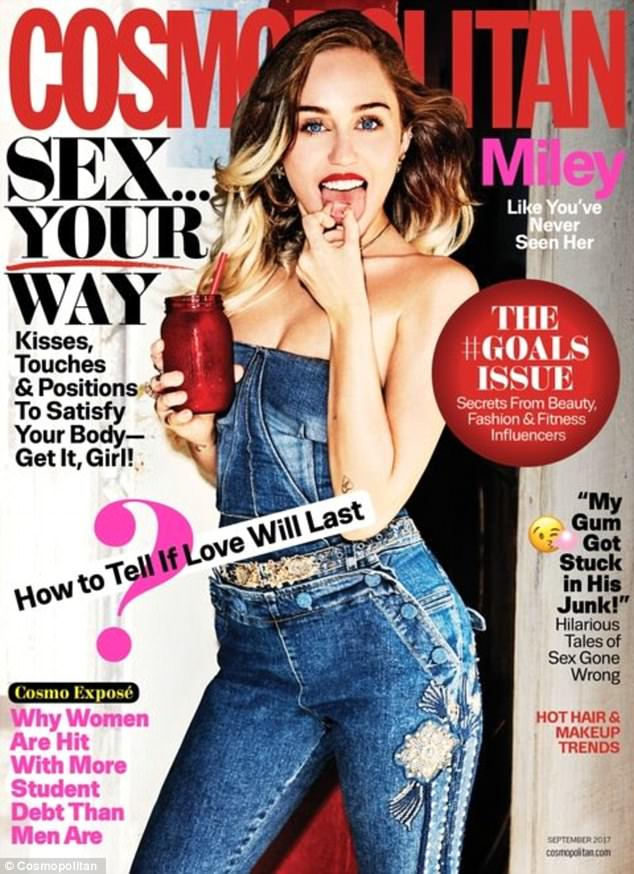 COSMOPOLITAN
SEX...
YOUR
WAY
Kisses,
Touches
& Positions
To Satisfy
Your Body—
Get It, Girl!
Miley
Like You've
Never
Seen Her
THE
#GOALS
ISSUE
Secrets From Beauty,
Fashion & Fitness
Influencers
?
How to Tell If Love Will Last
"My
Gum
Got
Stuck
in His
Junk!"
Hilarious
Tales of
Sex Gone
Wrong
Cosmo Exposé
Why Women
Are Hit
With More
Student
Debt Than
Men Are
HOT HAIR &
MAKEUP
TRENDS
SEPTEMBER 2017
cosmopolitan.com
© Cosmopolitan